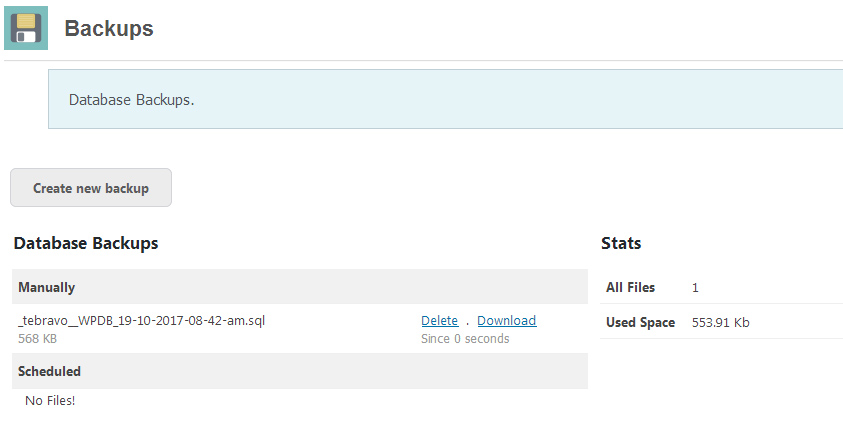 Backups
Database Backups.
Create new backup
Database Backups
Manually
_tebravo__WPDB_19-10-2017-08-42-am.sql
568 KB
Delete . Download
Since 0 seconds
Scheduled
No Files!
Stats
All Files 1
Used Space 553.91 Kb